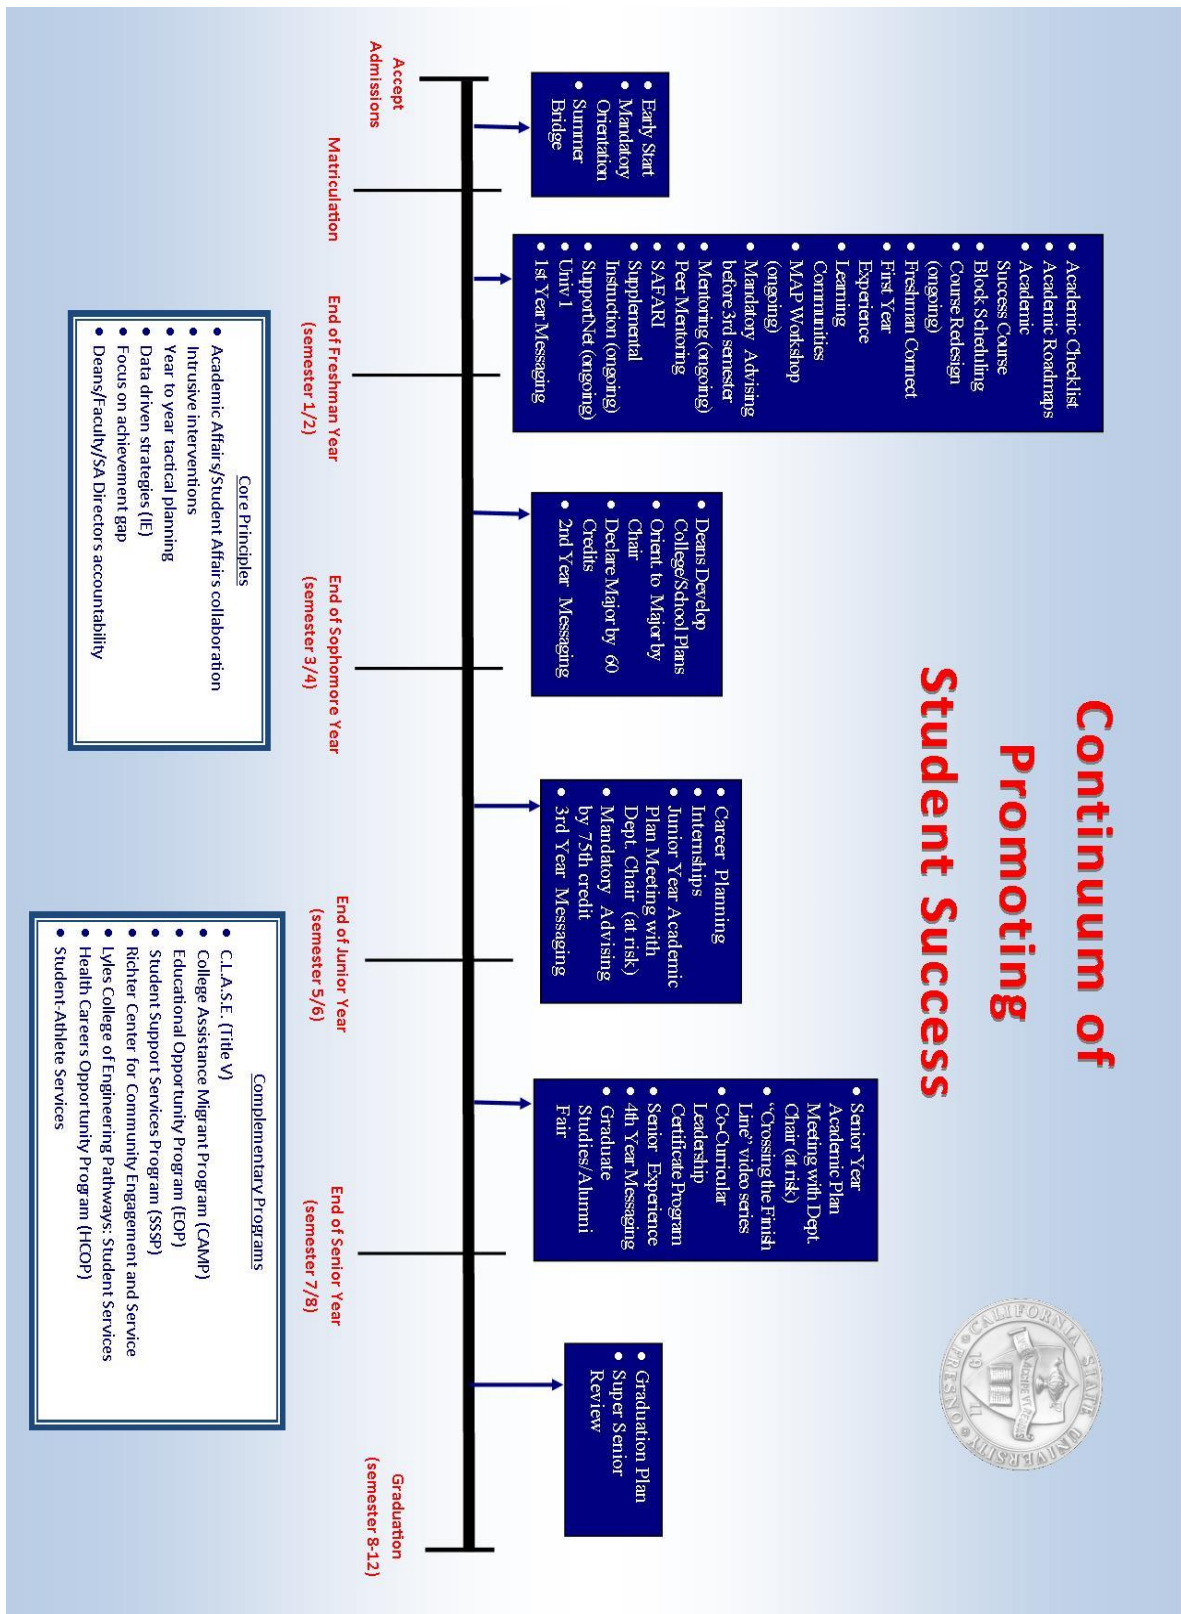 Continuum of
Promoting
Student Success
CALIFORNIA STATE UNIVERSITY • FRESNO •
19 11
• Early Start
• Mandatory
Orientation
• Summer
Bridge
• Academic Checklist
• Academic Roadmaps
• Academic
Success Course
• Block Scheduling
• Course Redesign
(ongoing)
• Freshman Connect
• First Year
Experience
• Learning
Communities
• MAP Workshop
(ongoing)
• Mandatory Advising
before 3rd semester
• Mentoring (ongoing)
• Peer Mentoring
• SAFARI
• Supplemental
Instruction (ongoing)
• SupportNet (ongoing)
• Univ 1
• 1st Year Messaging
• Deans Develop
College/School Plans
• Orient. to Major by
Chair
• Declare Major by 60
Credits
• 2nd Year Messaging
• Career Planning
• Internships
• Junior Year Academic
Plan Meeting with
Dept. Chair (at risk)
• Mandatory Advising
by 75th credit
• 3rd Year Messaging
• Senior Year
Academic Plan
Meeting with Dept.
Chair (at risk)
• “Crossing the Finish
Line” video series
• Co-Curricular
Leadership
Certificate Program
• Senior Experience
• 4th Year Messaging
• Graduate
Studies/Alumni
Fair
• Graduation Plan
• Super Senior
Review
Accept
Admissions
Matriculation
End of Freshman Year
(semester 1/2)
End of Sophomore Year
(semester 3/4)
End of Junior Year
(semester 5/6)
End of Senior Year
(semester 7/8)
Graduation
(semester 8-12)
Core Principles
• Academic Affairs/Student Affairs collaboration
• Intrusive interventions
• Year to year tactical planning
• Data driven strategies (IE)
• Focus on achievement gap
• Deans/Faculty/SA Directors accountability
Complementary Programs
• C.L.A.S.E. (Title V)
• College Assistance Migrant Program (CAMP)
• Educational Opportunity Program (EOP)
• Student Support Services Program (SSSP)
• Richter Center for Community Engagement and Service
• Lyles College of Engineering Pathways: Student Services
• Health Careers Opportunity Program (HCOP)
• Student-Athlete Services